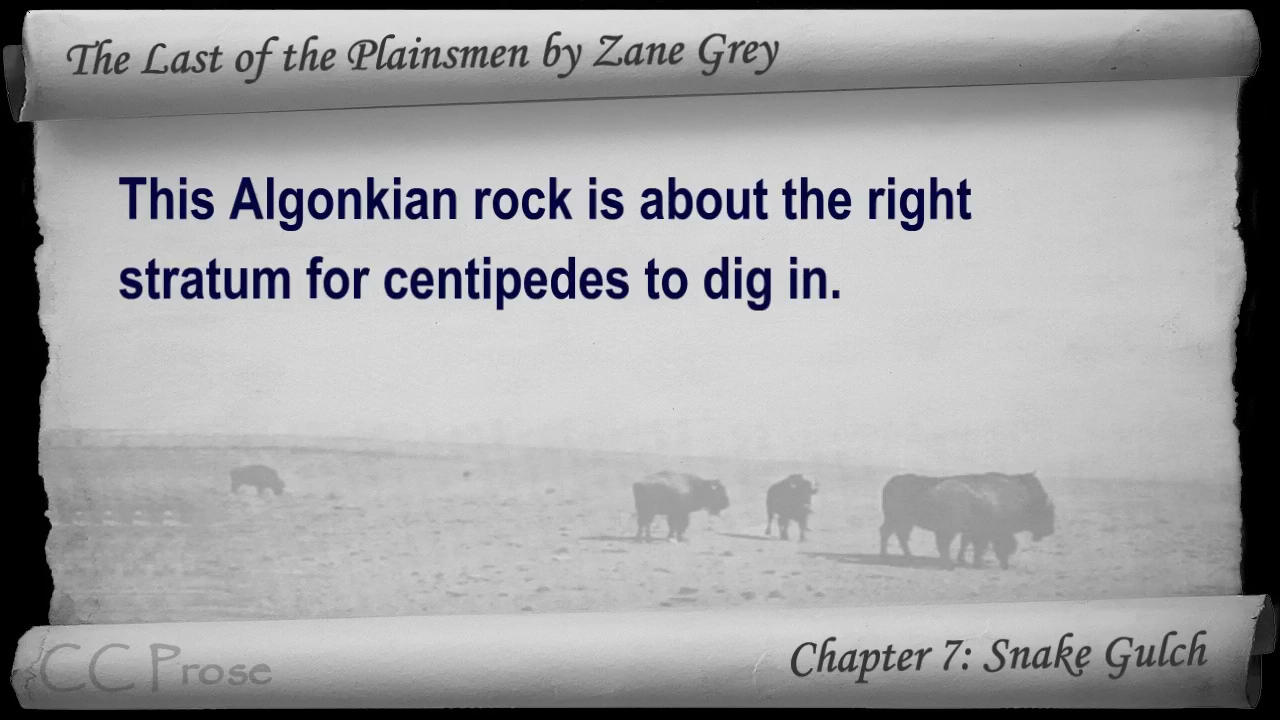 The Last of the Plainsmen by Zane Grey
This Algonkian rock is about the right
stratum for centipedes to dig in.
CC Prose
Chapter 7: Snake Gulch